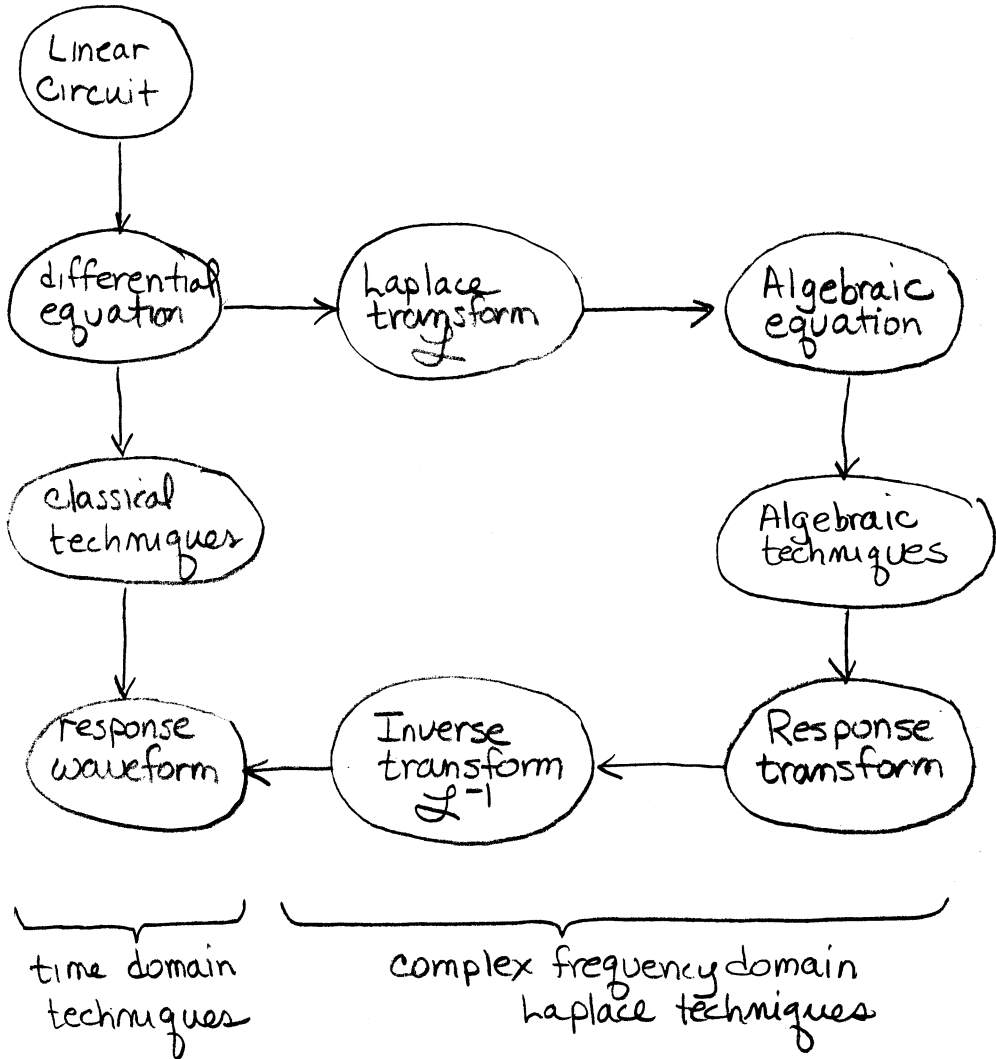 Linear
Circuit
differential
equation
Laplace
transform
ℒ
Algebraic
equation
classical
techniques
Algebraic
techniques
response
waveform
Inverse
transform
ℒ⁻¹
Response
transform
time domain
techniques
complex frequency domain
Laplace techniques